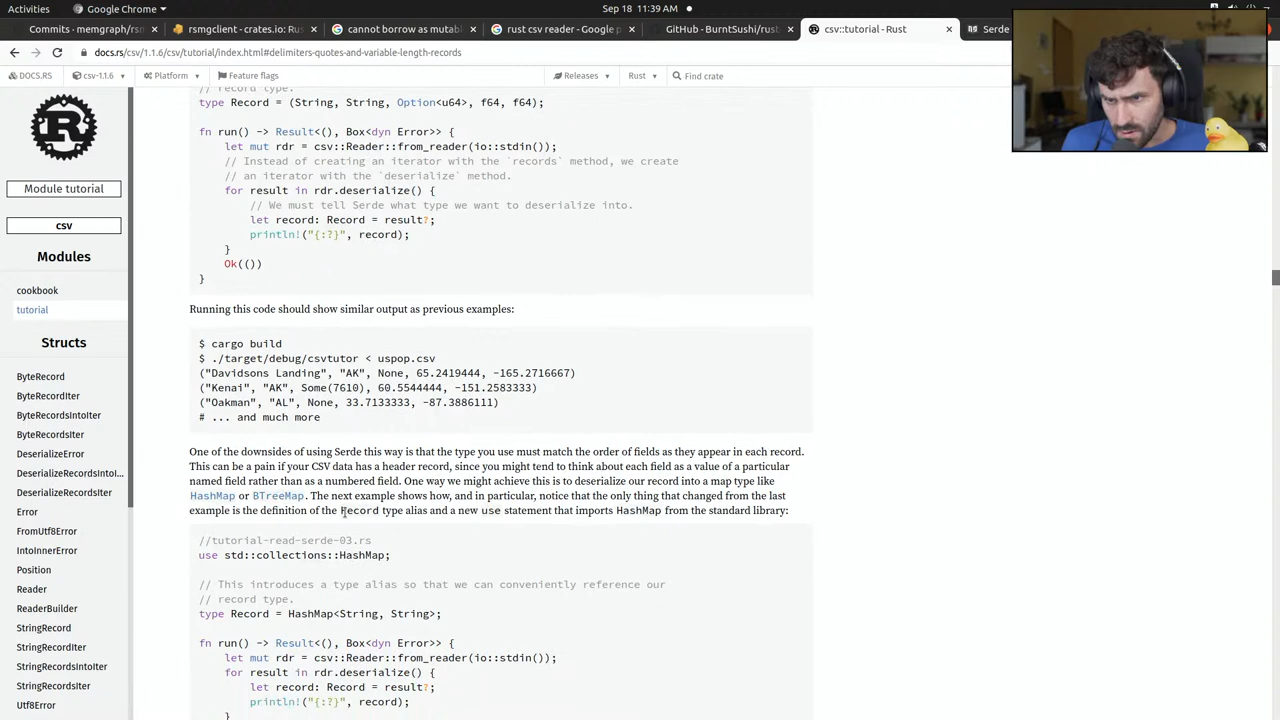 Activities
Google Chrome
Sep 18 11:39 AM
Commits · memgraph/rsm
rsmgclient - crates.io: Rus
cannot borrow as mutabl
rust csv reader - Google
GitHub - BurntSushi/rust
csv::tutorial - Rust
Serde
docs.rs/csv/1.1.6/csv/tutorial/index.html#delimiters-quotes-and-variable-length-records
DOCS.RS
csv-1.1.6
Platform
Feature flags
Releases
Rust
Find crate
Module tutorial
csv
Modules
cookbook
tutorial
Structs
ByteRecord
ByteRecordIter
ByteRecordsIntoIter
ByteRecordsIter
DeserializeError
DeserializeRecordsIntoI...
DeserializeRecordsIter
Error
FromUtf8Error
IntoInnerError
Position
Reader
ReaderBuilder
StringRecord
StringRecordIter
StringRecordsIntoIter
StringRecordsIter
Utf8Error
// record type.
type Record = (String, String, Option<u64>, f64, f64);
fn run() -> Result<(), Box<dyn Error>> {
let mut rdr = csv::Reader::from_reader(io::stdin());
// Instead of creating an iterator with the `records` method, we create
// an iterator with the `deserialize` method.
for result in rdr.deserialize() {
// We must tell Serde what type we want to deserialize into.
let record: Record = result?;
println!("{:?}", record);
}
Ok(())
}
Running this code should show similar output as previous examples:
$ cargo build
$ ./target/debug/csvtutor < uspop.csv
("Davidsons Landing", "AK", None, 65.2419444, -165.2716667)
("Kenai", "AK", Some(7610), 60.5544444, -151.2583333)
("Oakman", "AL", None, 33.7133333, -87.3886111)
# ... and much more
One of the downsides of using Serde this way is that the type you use must match the order of fields as they appear in each record.
This can be a pain if your CSV data has a header record, since you might tend to think about each field as a value of a particular
named field rather than as a numbered field. One way we might achieve this is to deserialize our record into a map type like
HashMap or BTreeMap. The next example shows how, and in particular, notice that the only thing that changed from the last
example is the definition of the Record type alias and a new use statement that imports HashMap from the standard library:
//tutorial-read-serde-03.rs
use std::collections::HashMap;
// This introduces a type alias so that we can conveniently reference our
// record type.
type Record = HashMap<String, String>;
fn run() -> Result<(), Box<dyn Error>> {
let mut rdr = csv::Reader::from_reader(io::stdin());
for result in rdr.deserialize() {
let record: Record = result?;
println!("{:?}", record);
}